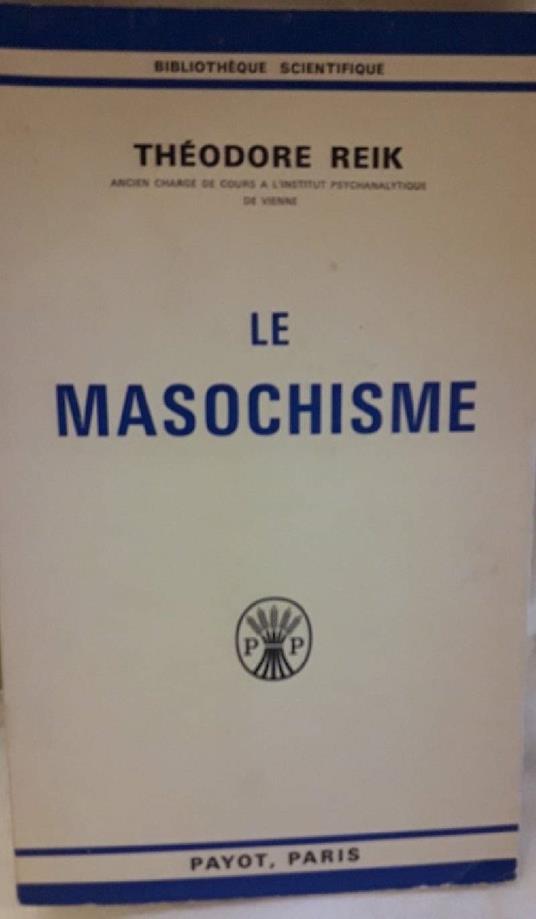 BIBLIOTHÈQUE SCIENTIFIQUE
THÉODORE REIK
ANCIEN CHARGÉ DE COURS A L'INSTITUT PSYCHANALYTIQUE
DE VIENNE
LE
MASOCHISME
P P
PAYOT, PARIS